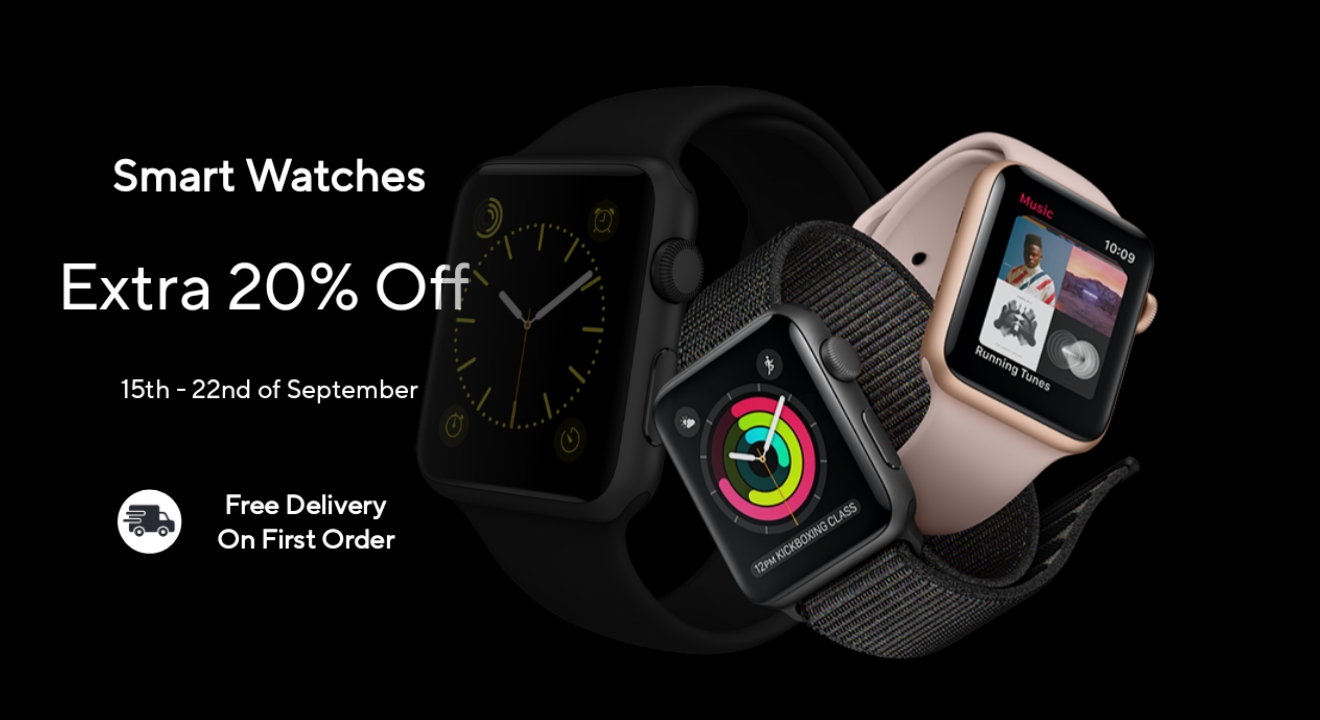 Smart Watches
Extra 20% Off
15th - 22nd of September
Free Delivery
On First Order
Music
10:09
Running Tunes
12PM KICKBOXING CLASS